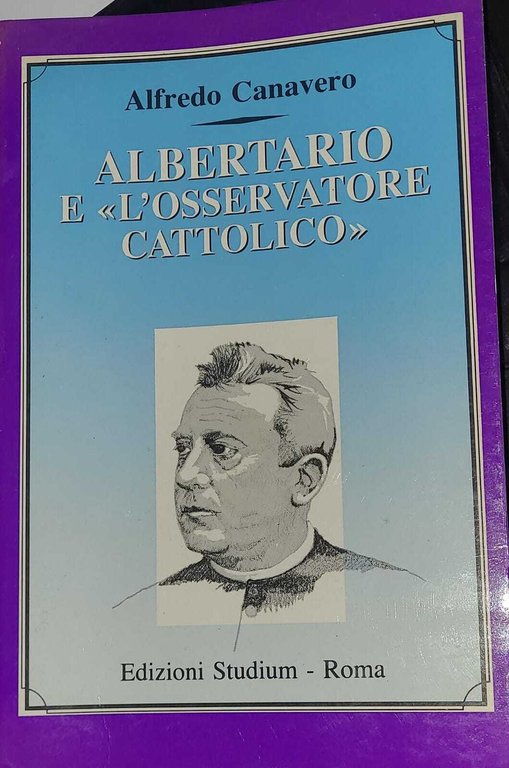 Alfredo Canavero
ALBERTARIO
E «L'OSSERVATORE
CATTOLICO»
Edizioni Studium - Roma